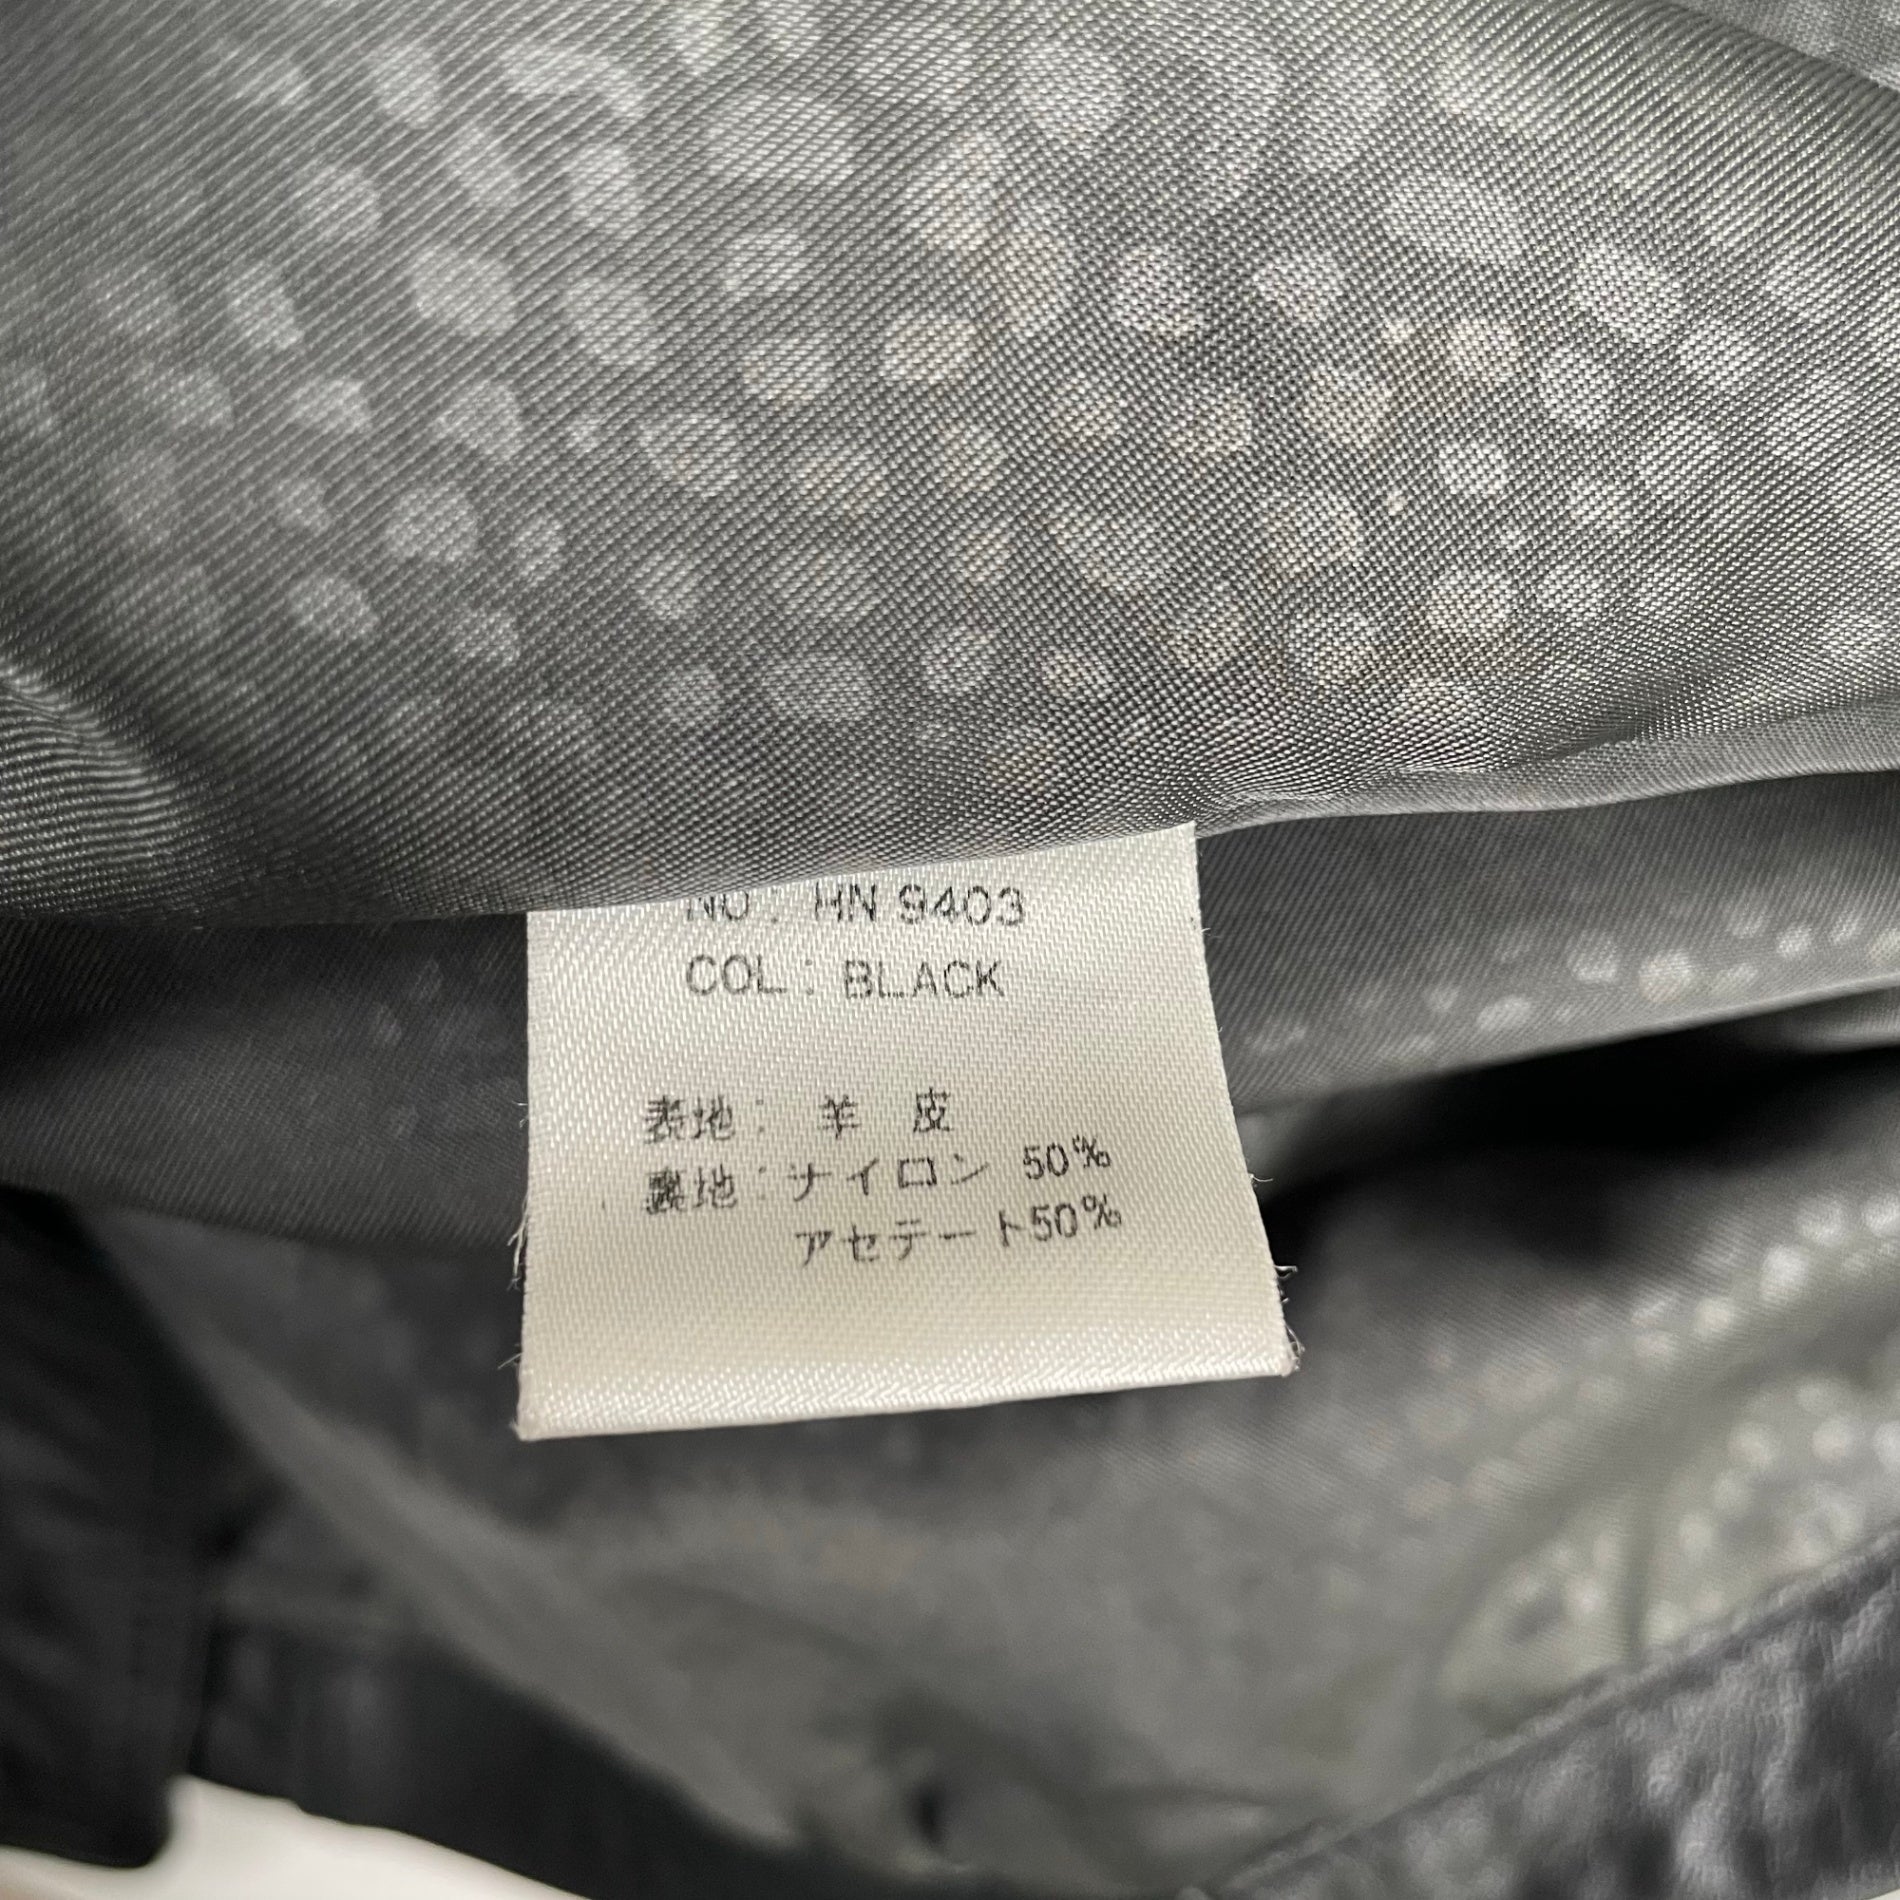 NO: HN 9403
COL: BLACK
表地: 羊 皮
裏地: ナイロン 50%
アセテート50%